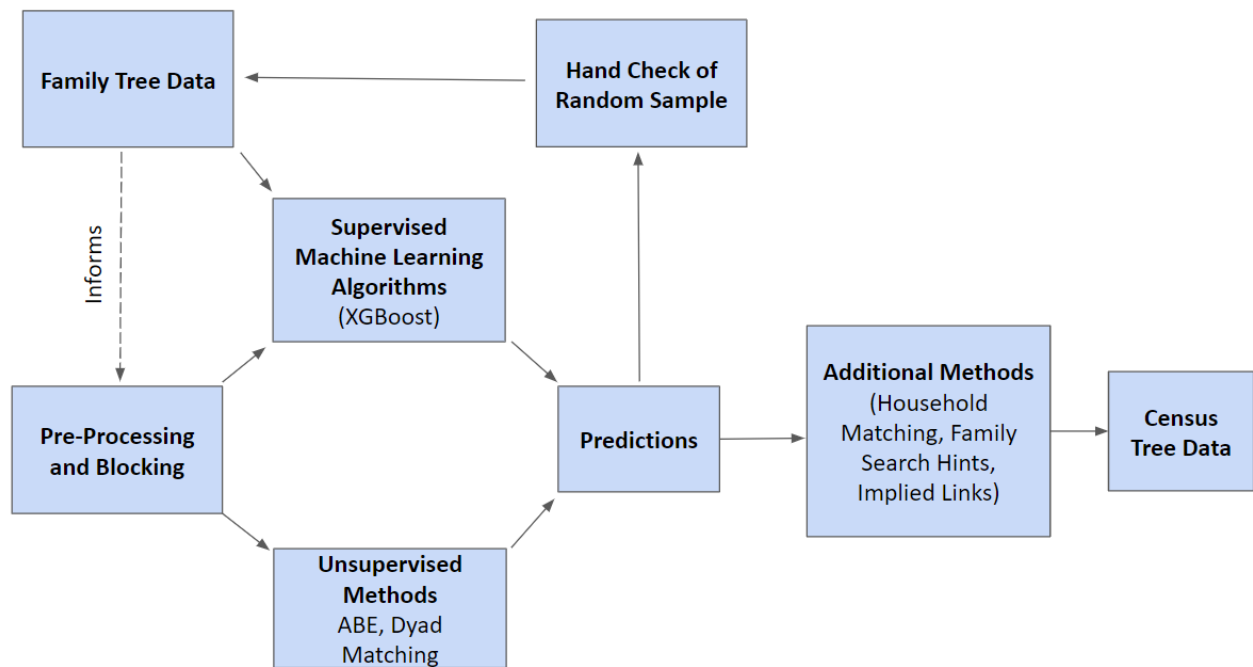 Family Tree Data
Hand Check of
Random Sample
Informs
Supervised
Machine Learning
Algorithms
(XGBoost)
Pre-Processing
and Blocking
Predictions
Additional Methods
(Household
Matching, Family
Search Hints,
Implied Links)
Census
Tree Data
Unsupervised
Methods
ABE, Dyad
Matching